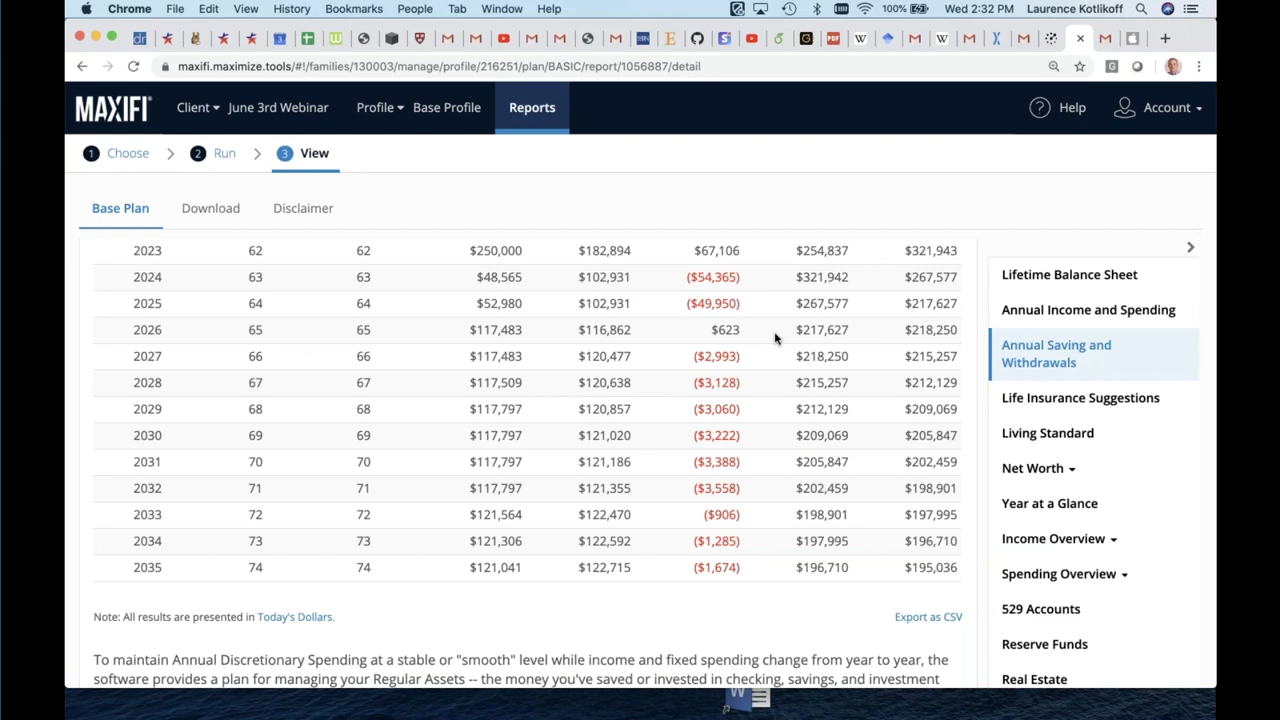 Chrome File Edit View History Bookmarks People Tab Window Help 100% Wed 2:32 PM Laurence Kotlikoff
maxifi.maximize.tools/#!/families/130003/manage/profile/216251/plan/BASIC/report/1056887/detail
MAXIFI Client June 3rd Webinar Profile Base Profile Reports Help Account
1 Choose 2 Run 3 View
Base Plan Download Disclaimer
2023 62 62 $250,000 $182,894 $67,106 $254,837 $321,943
2024 63 63 $48,565 $102,931 ($54,365) $321,942 $267,577
2025 64 64 $52,980 $102,931 ($49,950) $267,577 $217,627
2026 65 65 $117,483 $116,862 $623 $217,627 $218,250
2027 66 66 $117,483 $120,477 ($2,993) $218,250 $215,257
2028 67 67 $117,509 $120,638 ($3,128) $215,257 $212,129
2029 68 68 $117,797 $120,857 ($3,060) $212,129 $209,069
2030 69 69 $117,797 $121,020 ($3,222) $209,069 $205,847
2031 70 70 $117,797 $121,186 ($3,388) $205,847 $202,459
2032 71 71 $117,797 $121,355 ($3,558) $202,459 $198,901
2033 72 72 $121,564 $122,470 ($906) $198,901 $197,995
2034 73 73 $121,306 $122,592 ($1,285) $197,995 $196,710
2035 74 74 $121,041 $122,715 ($1,674) $196,710 $195,036
Note: All results are presented in Today's Dollars. Export as CSV
To maintain Annual Discretionary Spending at a stable or "smooth" level while income and fixed spending change from year to year, the
software provides a plan for managing your Regular Assets -- the money you've saved or invested in checking, savings, and investment
Lifetime Balance Sheet
Annual Income and Spending
Annual Saving and
Withdrawals
Life Insurance Suggestions
Living Standard
Net Worth
Year at a Glance
Income Overview
Spending Overview
529 Accounts
Reserve Funds
Real Estate